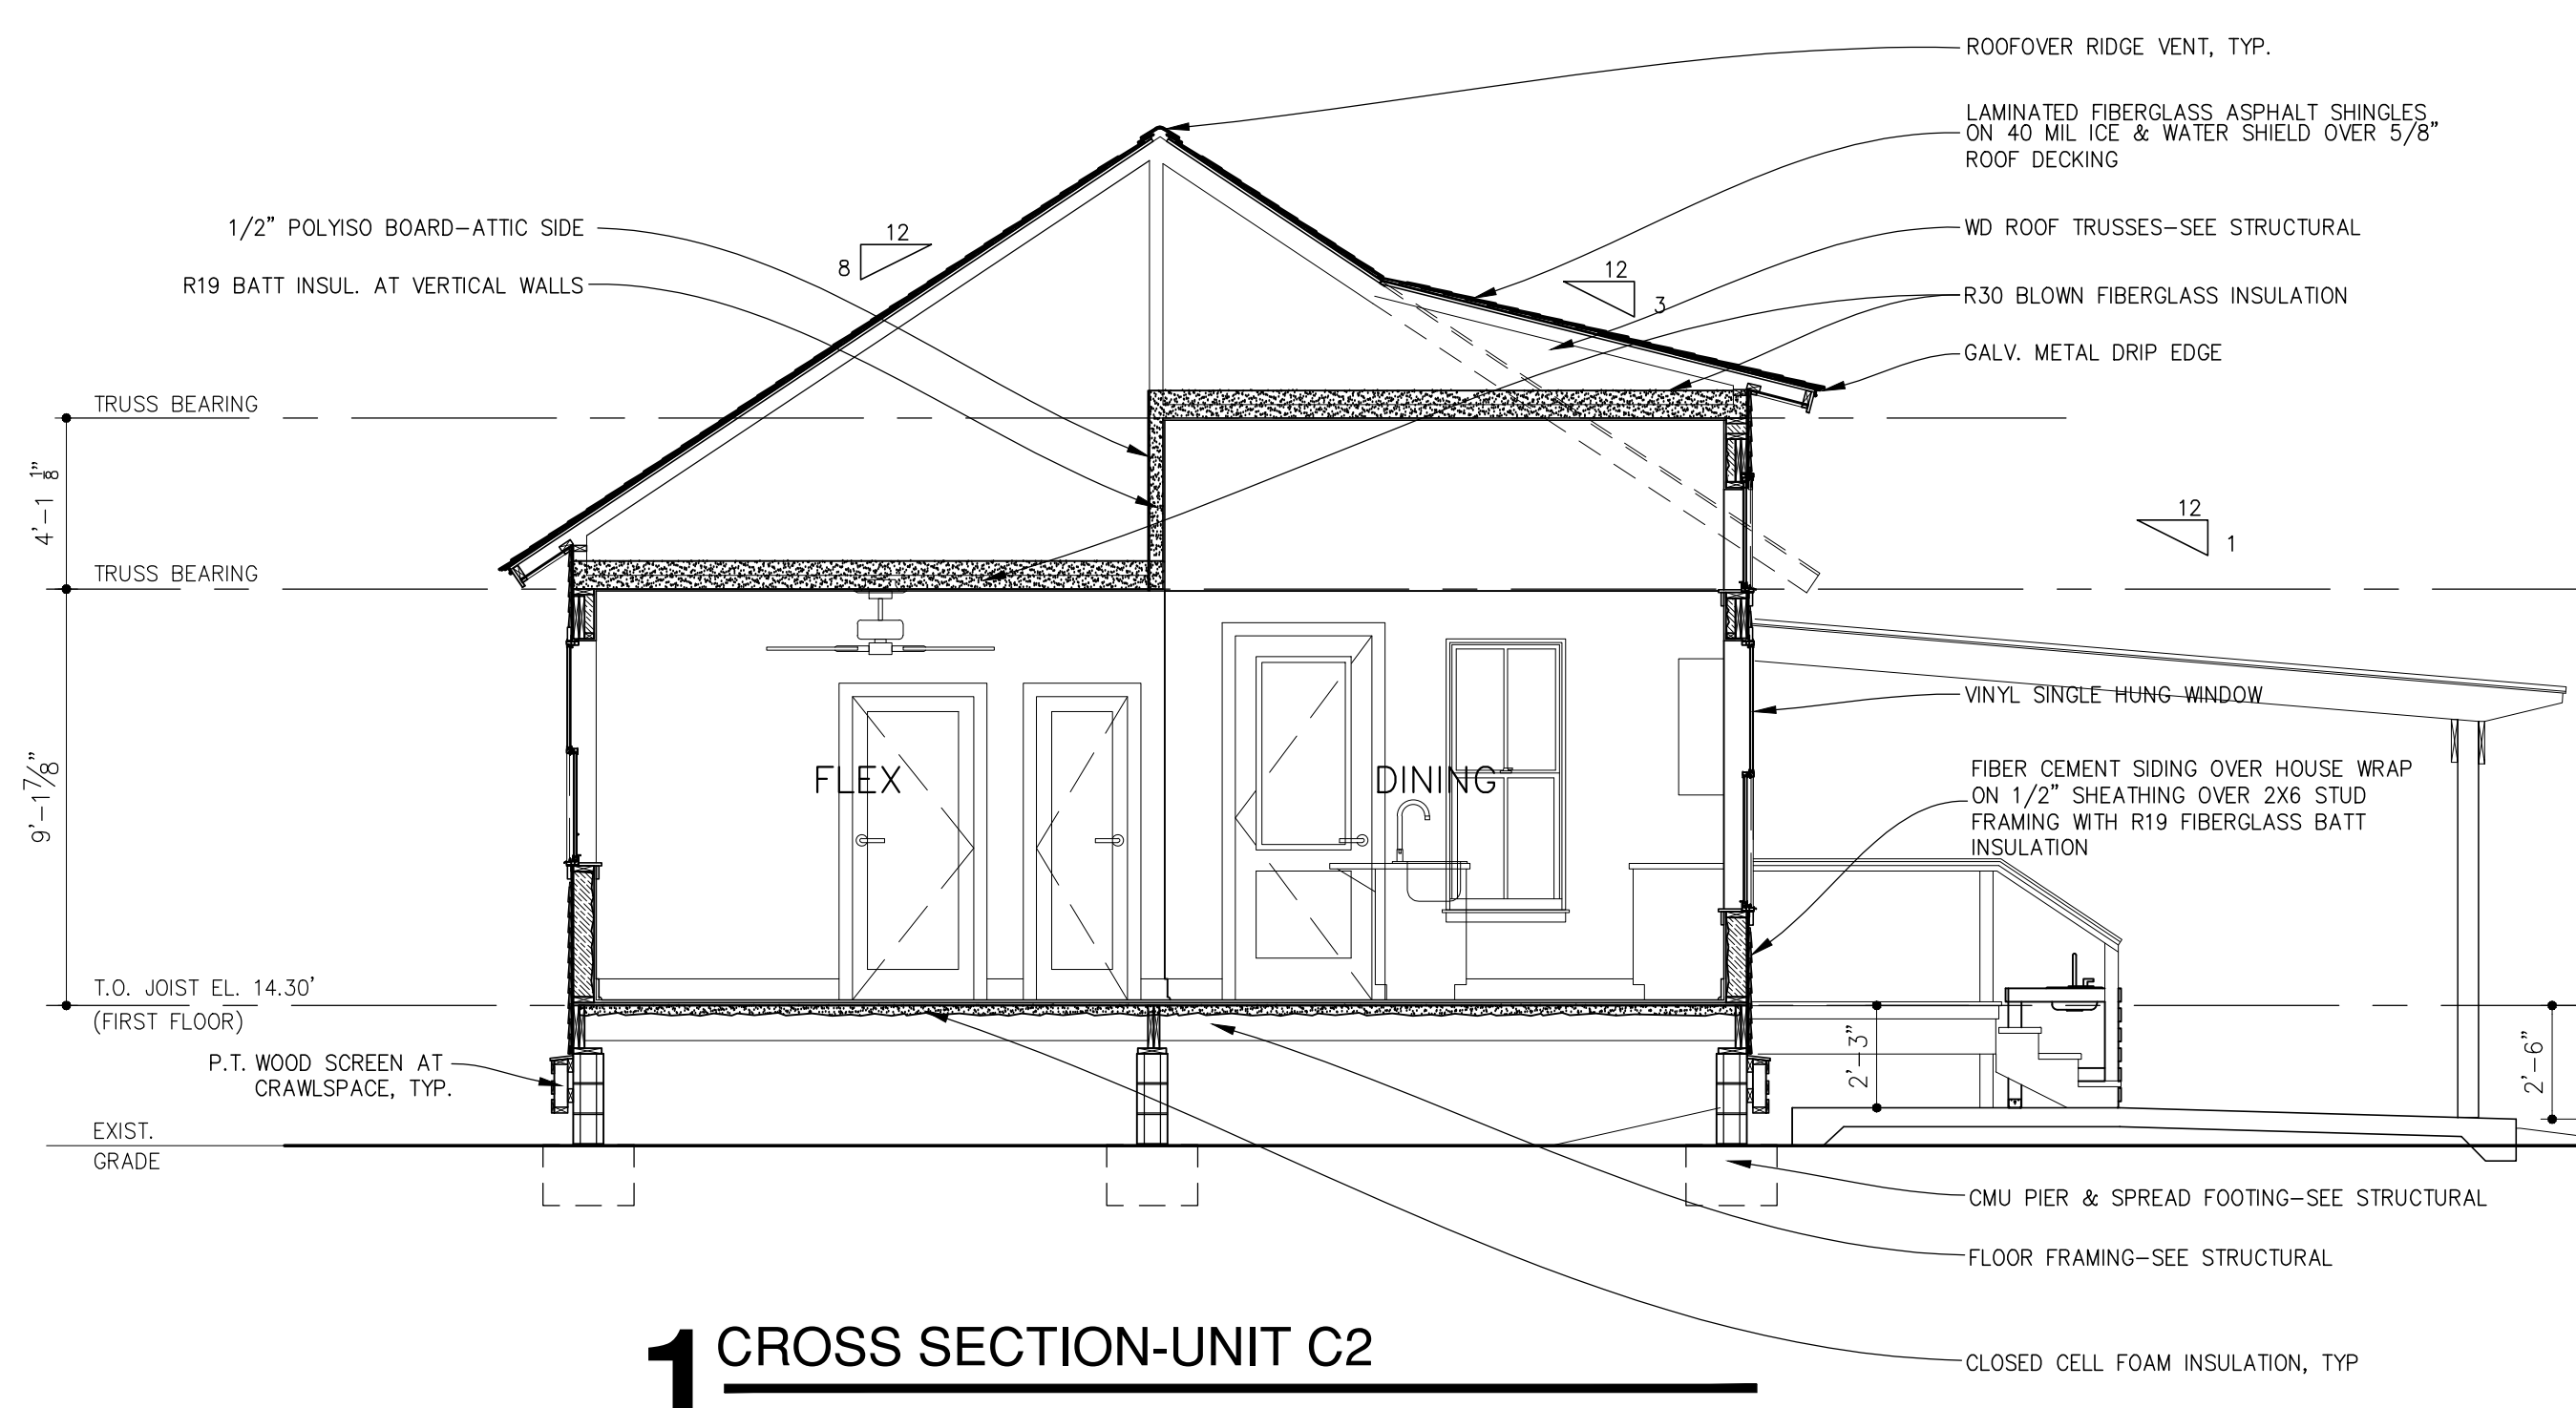 ROOFOVER RIDGE VENT, TYP.
LAMINATED FIBERGLASS ASPHALT SHINGLES
ON 40 MIL ICE & WATER SHIELD OVER 5/8"
ROOF DECKING
1/2" POLYISO BOARD-ATTIC SIDE
12
8
WD ROOF TRUSSES-SEE STRUCTURAL
R19 BATT INSUL. AT VERTICAL WALLS
12
3
R30 BLOWN FIBERGLASS INSULATION
GALV. METAL DRIP EDGE
TRUSS BEARING
4'-1 1/8"
12
1
TRUSS BEARING
VINYL SINGLE HUNG WINDOW
9'-1 7/8"
FLEX
DINING
FIBER CEMENT SIDING OVER HOUSE WRAP
ON 1/2" SHEATHING OVER 2X6 STUD
FRAMING WITH R19 FIBERGLASS BATT
INSULATION
T.O. JOIST EL. 14.30'
(FIRST FLOOR)
2'-3"
2'-6"
P.T. WOOD SCREEN AT
CRAWLSPACE, TYP.
EXIST.
GRADE
CMU PIER & SPREAD FOOTING-SEE STRUCTURAL
FLOOR FRAMING-SEE STRUCTURAL
CLOSED CELL FOAM INSULATION, TYP
1 CROSS SECTION-UNIT C2